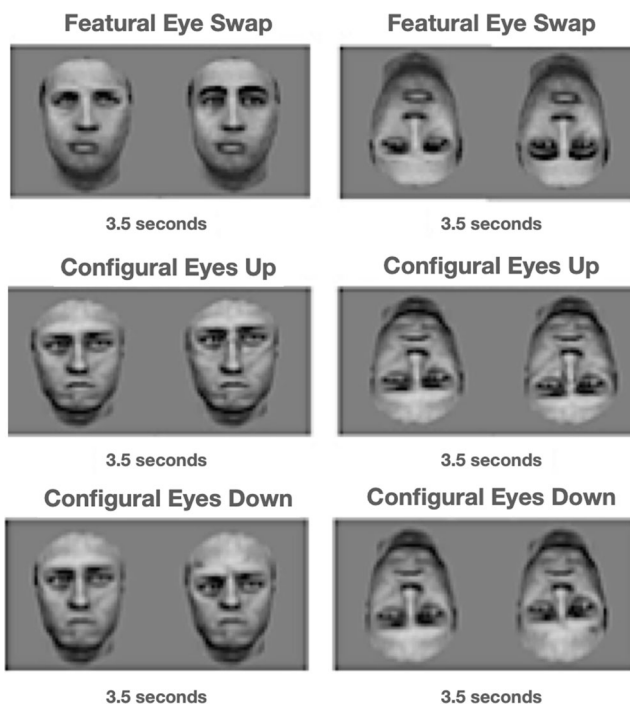 Featural Eye Swap
Featural Eye Swap
3.5 seconds
3.5 seconds
Configural Eyes Up
Configural Eyes Up
3.5 seconds
3.5 seconds
Configural Eyes Down
Configural Eyes Down
3.5 seconds
3.5 seconds